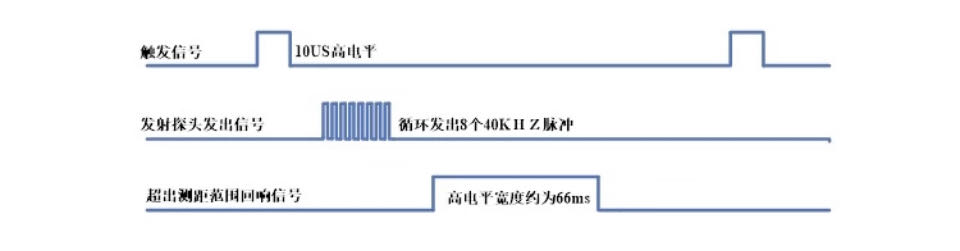 触发信号
10US高电平
发射探头发出信号
循环发出8个40KHZ脉冲
超出测距范围回响信号
高电平宽度约为66ms